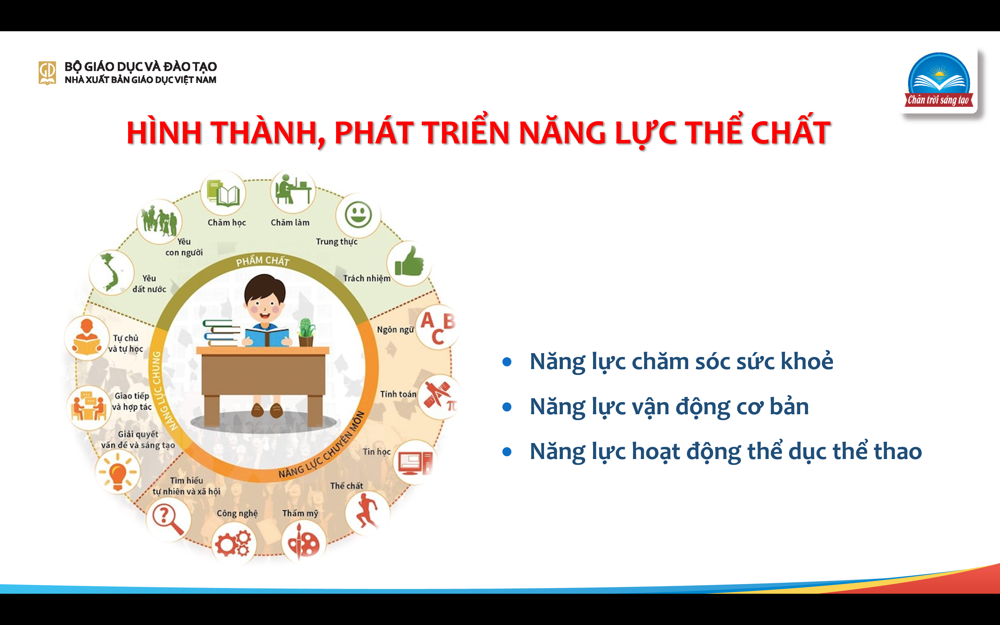 BỘ GIÁO DỤC VÀ ĐÀO TẠO
NHÀ XUẤT BẢN GIÁO DỤC VIỆT NAM
Chân trời sáng tạo
HÌNH THÀNH, PHÁT TRIỂN NĂNG LỰC THỂ CHẤT
PHẨM CHẤT
Yêu
đất nước
Yêu
con người
Chăm học
Chăm làm
Trung thực
Trách nhiệm
NĂNG LỰC CHUNG
Tự chủ
và tự học
Giao tiếp
và hợp tác
Giải quyết
vấn đề và sáng tạo
NĂNG LỰC CHUYÊN MÔN
Ngôn ngữ
A B
C
Tính toán
π
Tin học
Thể chất
Thẩm mỹ
Công nghệ
Tìm hiểu
tự nhiên và xã hội
?
• Năng lực chăm sóc sức khoẻ
• Năng lực vận động cơ bản
• Năng lực hoạt động thể dục thể thao